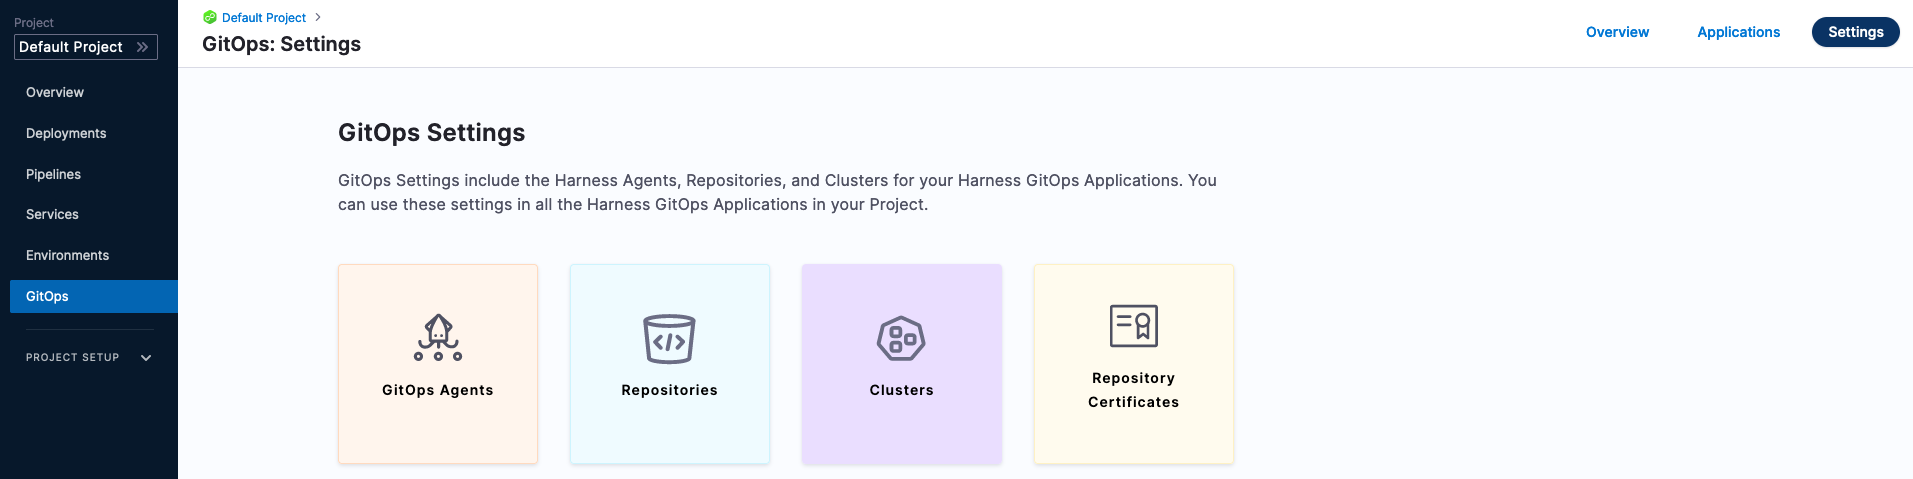 Project
Default Project
Overview
Deployments
Pipelines
Services
Environments
GitOps
PROJECT SETUP
Default Project
GitOps: Settings
Overview
Applications
Settings
GitOps Settings
GitOps Settings include the Harness Agents, Repositories, and Clusters for your Harness GitOps Applications. You
can use these settings in all the Harness GitOps Applications in your Project.
GitOps Agents
Repositories
Clusters
Repository
Certificates